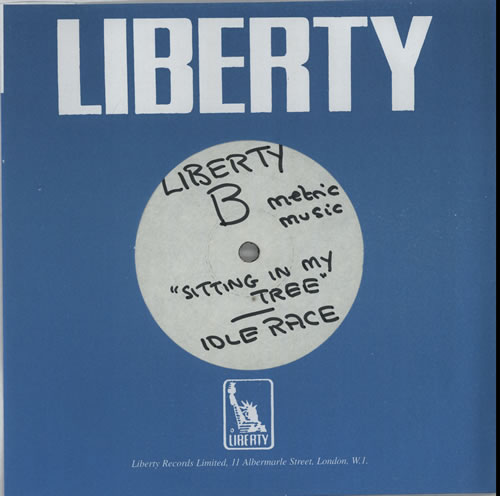 LIBERTY
LIBERTY
B metric
music
"SITTING IN MY
TREE"
IDLE RACE
LIBERTY
Liberty Records Limited, 11 Albermarle Street, London, W.1.